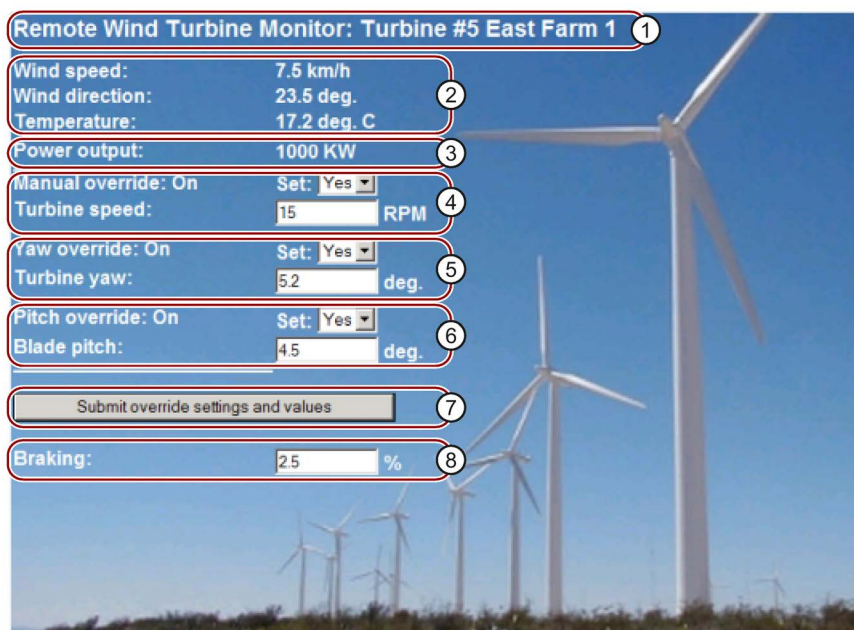 Remote Wind Turbine Monitor: Turbine #5 East Farm 1 1
Wind speed: 7.5 km/h
Wind direction: 23.5 deg. 2
Temperature: 17.2 deg. C
Power output: 1000 KW 3
Manual override: On Set: Yes
4
Turbine speed: 15 RPM
Yaw override: On Set: Yes
5
Turbine yaw: 5.2 deg.
Pitch override: On Set: Yes
6
Blade pitch: 4.5 deg.
Submit override settings and values 7
Braking: 2.5 % 8